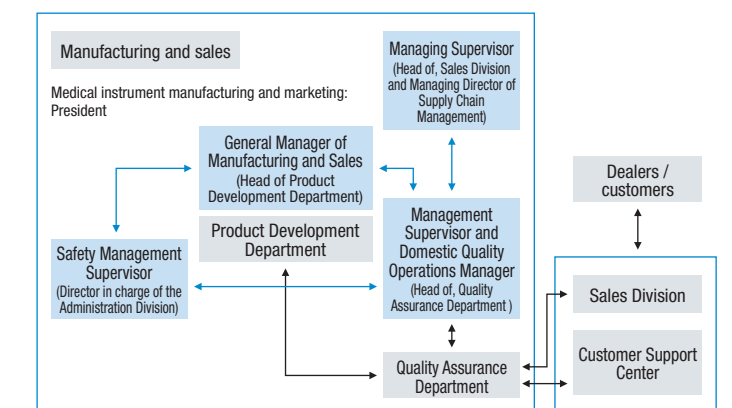 Manufacturing and sales
Medical instrument manufacturing and marketing:
President
Managing Supervisor
(Head of, Sales Division
and Managing Director of
Supply Chain
Management)
General Manager of
Manufacturing and Sales
(Head of Product
Development Department)
Product Development
Department
Safety Management
Supervisor
(Director in charge of the
Administration Division)
Management
Supervisor and
Domestic Quality
Operations Manager
(Head of, Quality
Assurance Department )
Quality Assurance
Department
Dealers /
customers
Sales Division
Customer Support
Center